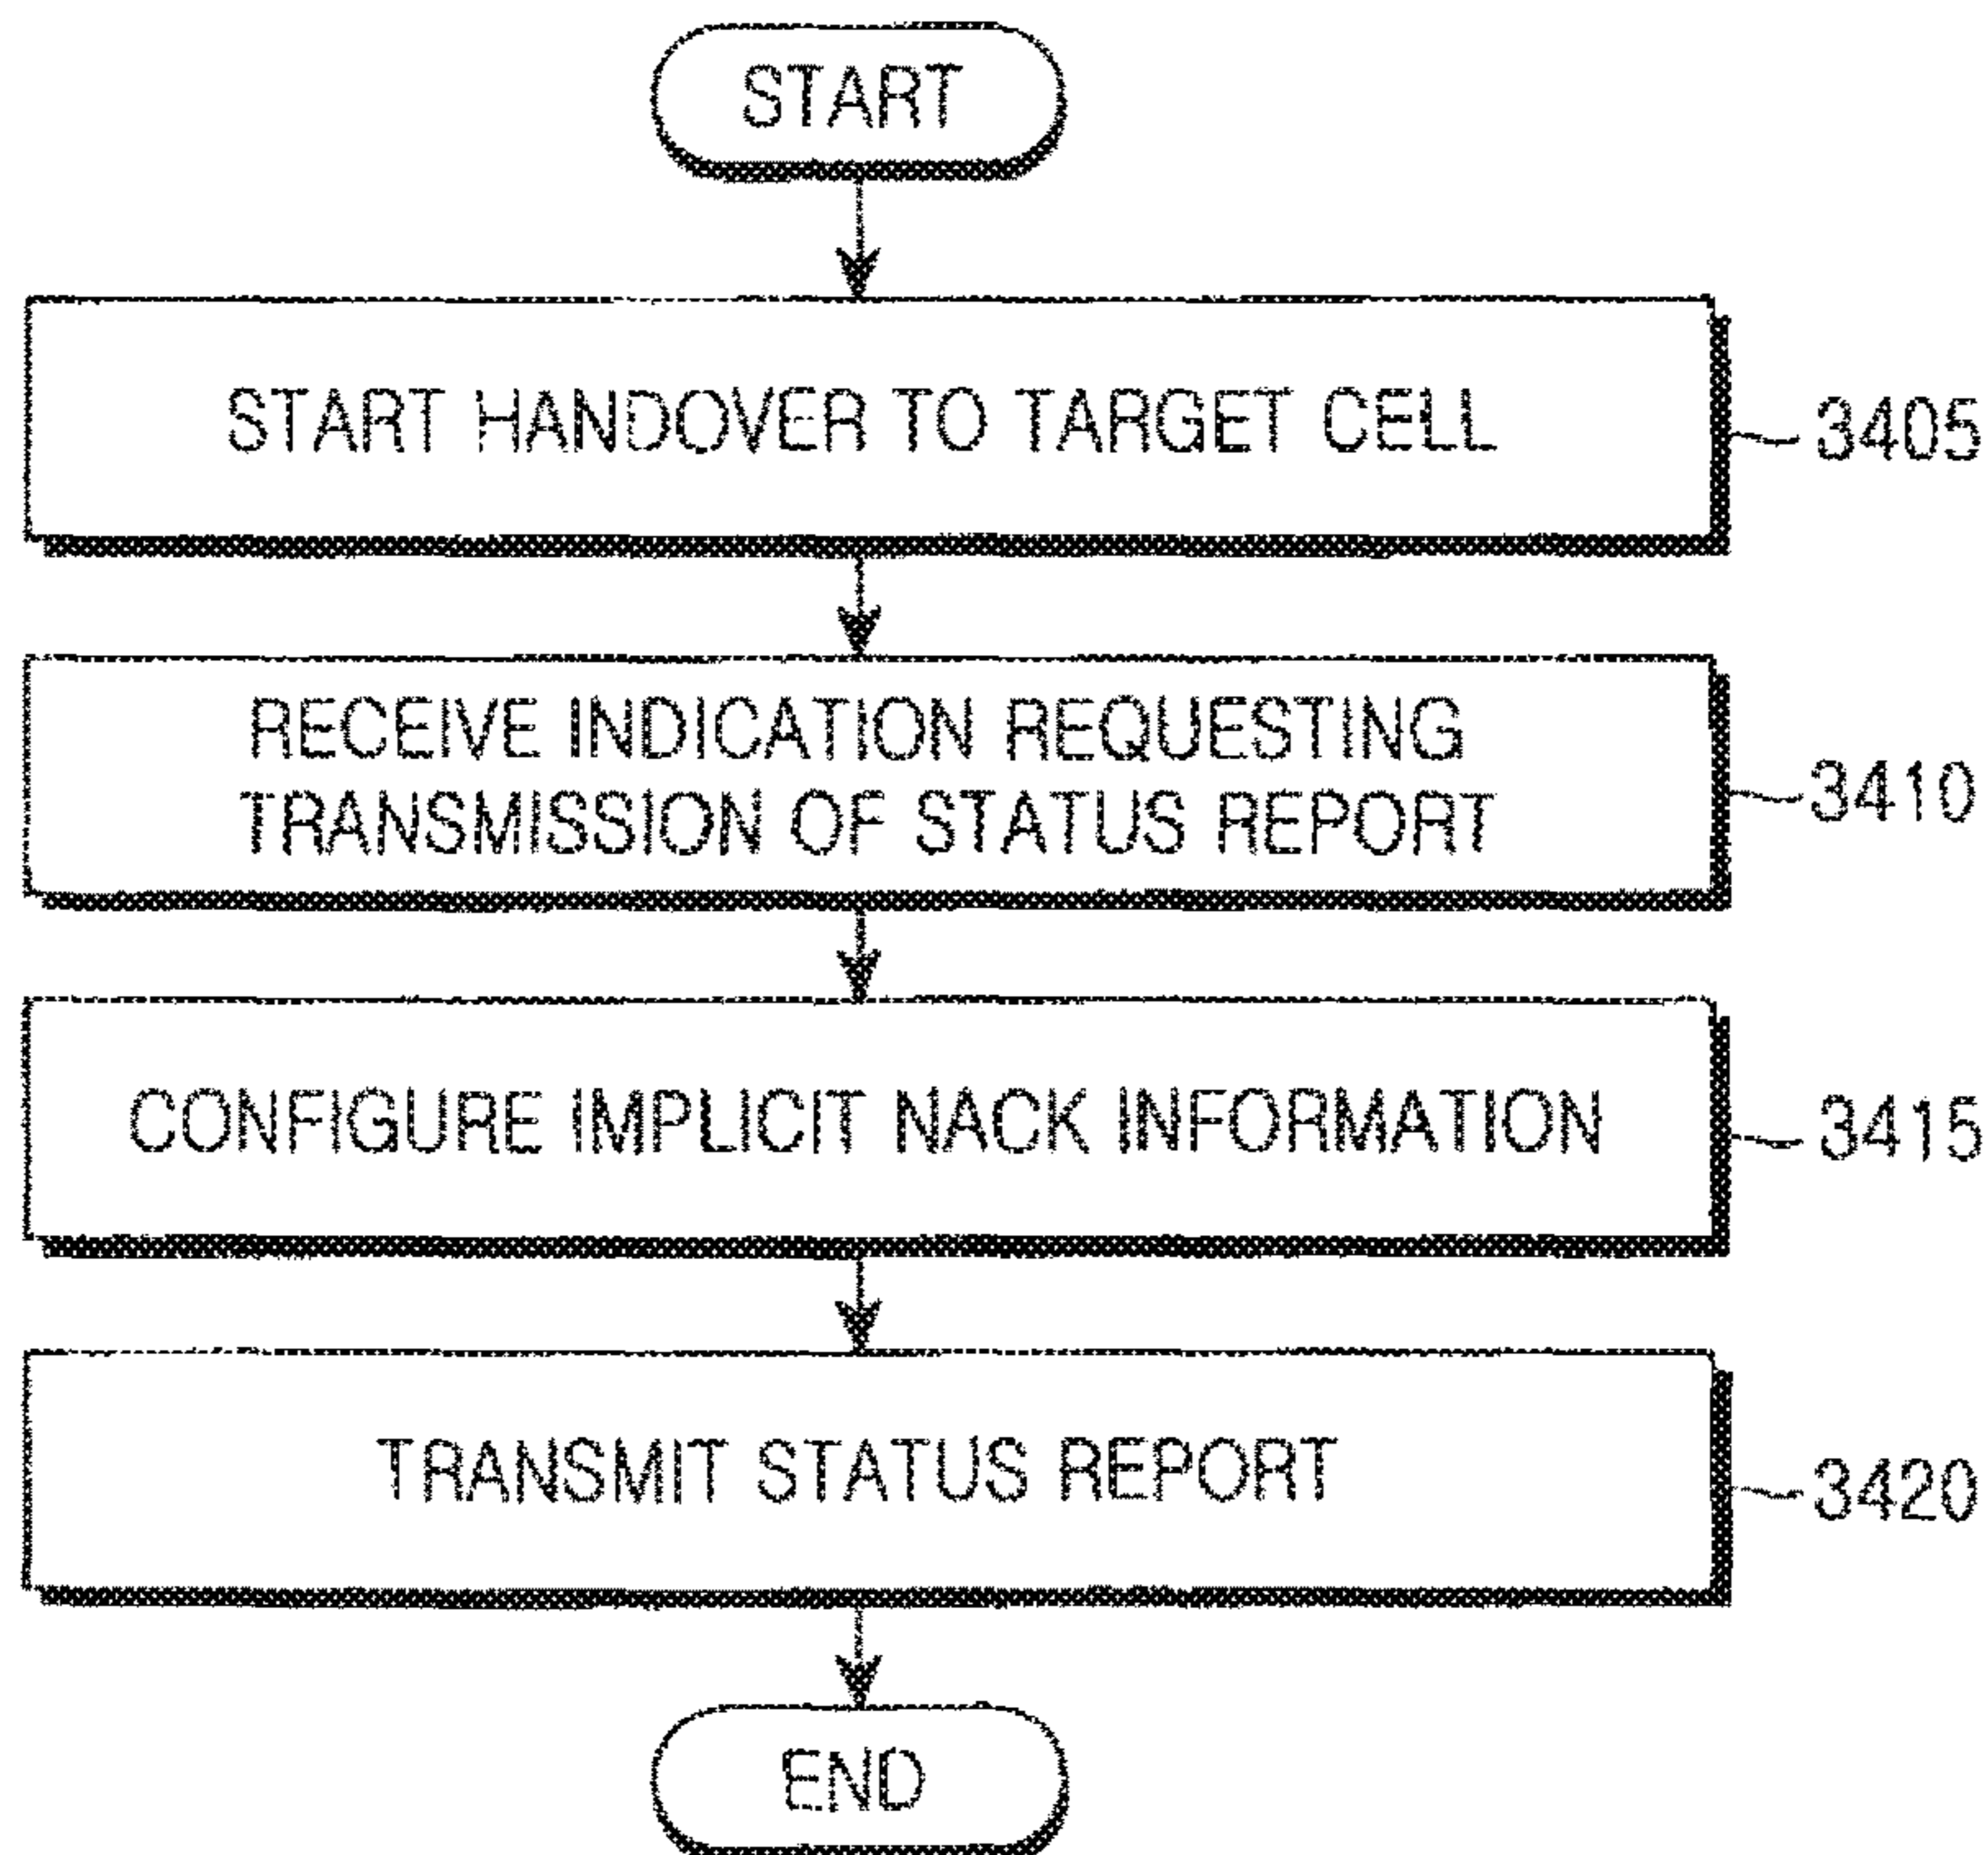 START
START HANDOVER TO TARGET CELL
3405
RECEIVE INDICATION REQUESTING
TRANSMISSION OF STATUS REPORT
3410
CONFIGURE IMPLICIT NACK INFORMATION
3415
TRANSMIT STATUS REPORT
3420
END